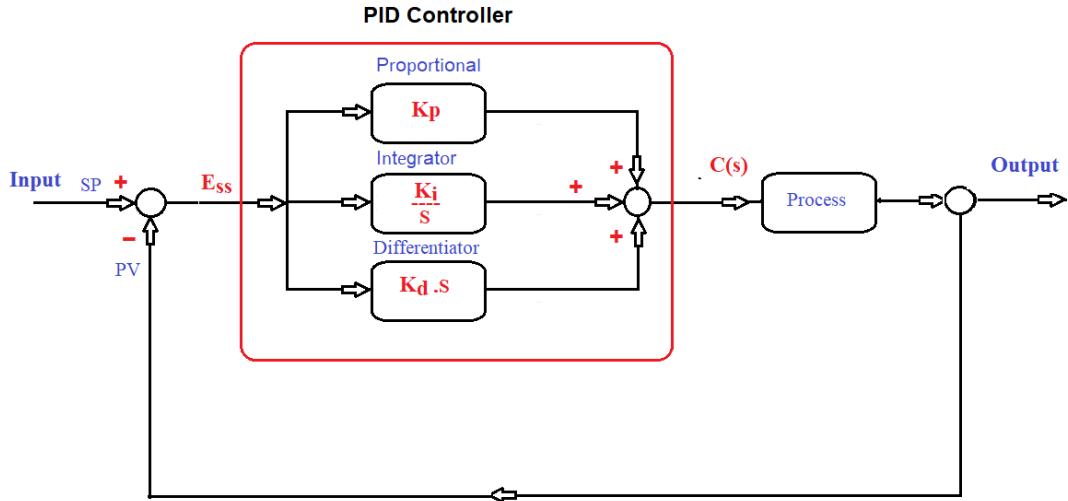 PID Controller
Proportional
Kp
Integrator
Input
SP
+
Ess
Ki
----
S
+
+
C(s)
Process
Output
−
PV
Differentiator
Kd .S
+